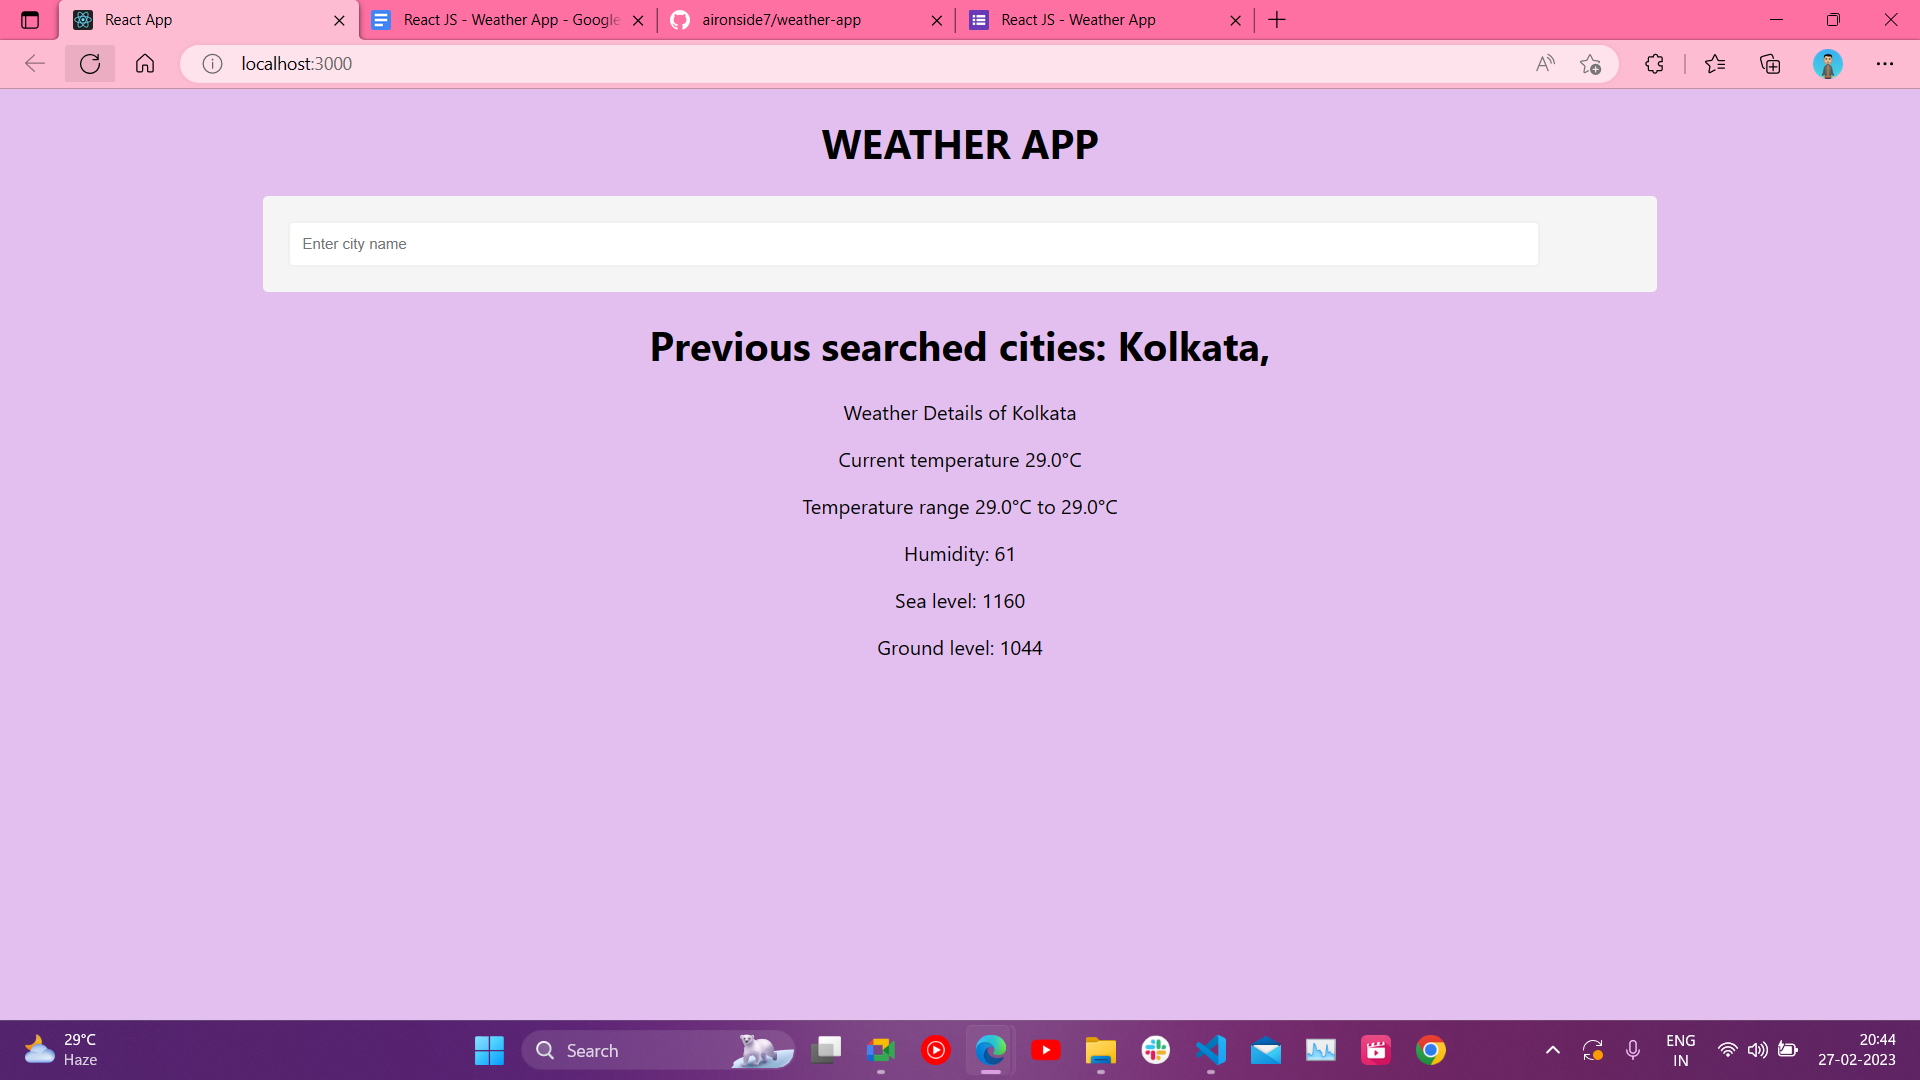 React App
React JS - Weather App - Google
aironside7/weather-app
React JS - Weather App
localhost:3000
WEATHER APP
Enter city name
Previous searched cities: Kolkata,
Weather Details of Kolkata
Current temperature 29.0°C
Temperature range 29.0°C to 29.0°C
Humidity: 61
Sea level: 1160
Ground level: 1044
29°C
Haze
Search
ENG
IN
20:44
27-02-2023